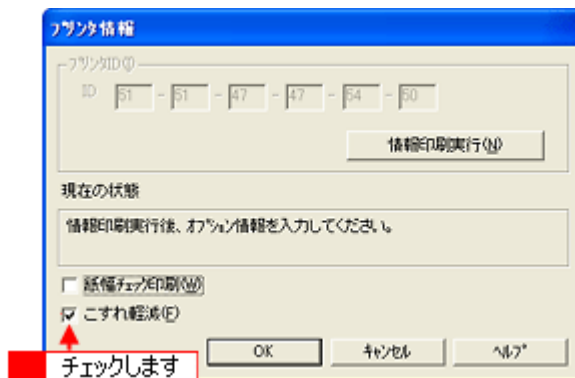 プリンタ情報
プリンタID(I)
ID 51 - 51 - 47 - 47 - 54 - 50
情報印刷実行(N)
現在の状態
情報印刷実行後、オプション情報を入力してください。
紙幅チェック印刷(W)
こすれ軽減(F)
OK キャンセル ヘルプ
チェックします